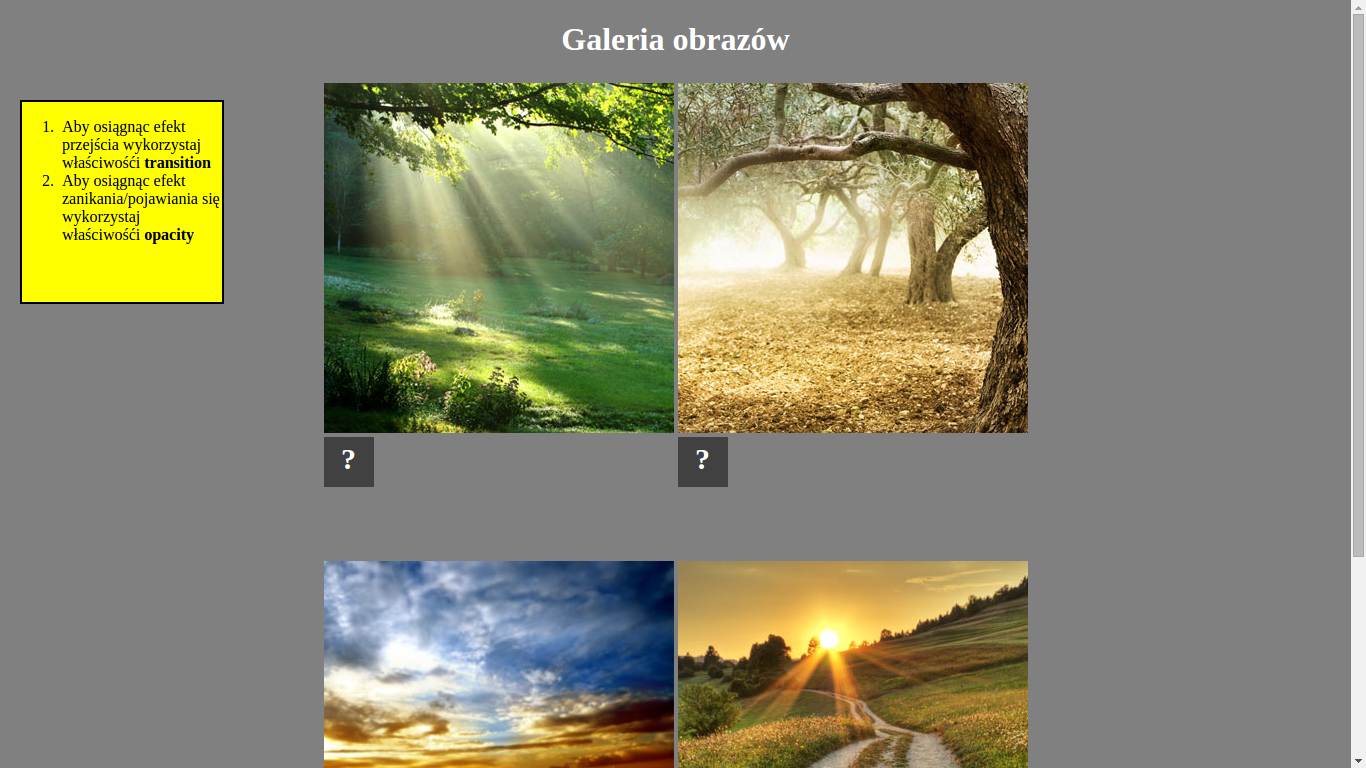 Galeria obrazów
1. Aby osiągnąc efekt
przejścia wykorzystaj
właściwośći transition
2. Aby osiągnąc efekt
zanikania/pojawiania się
wykorzystaj
właściwośći opacity
? ?